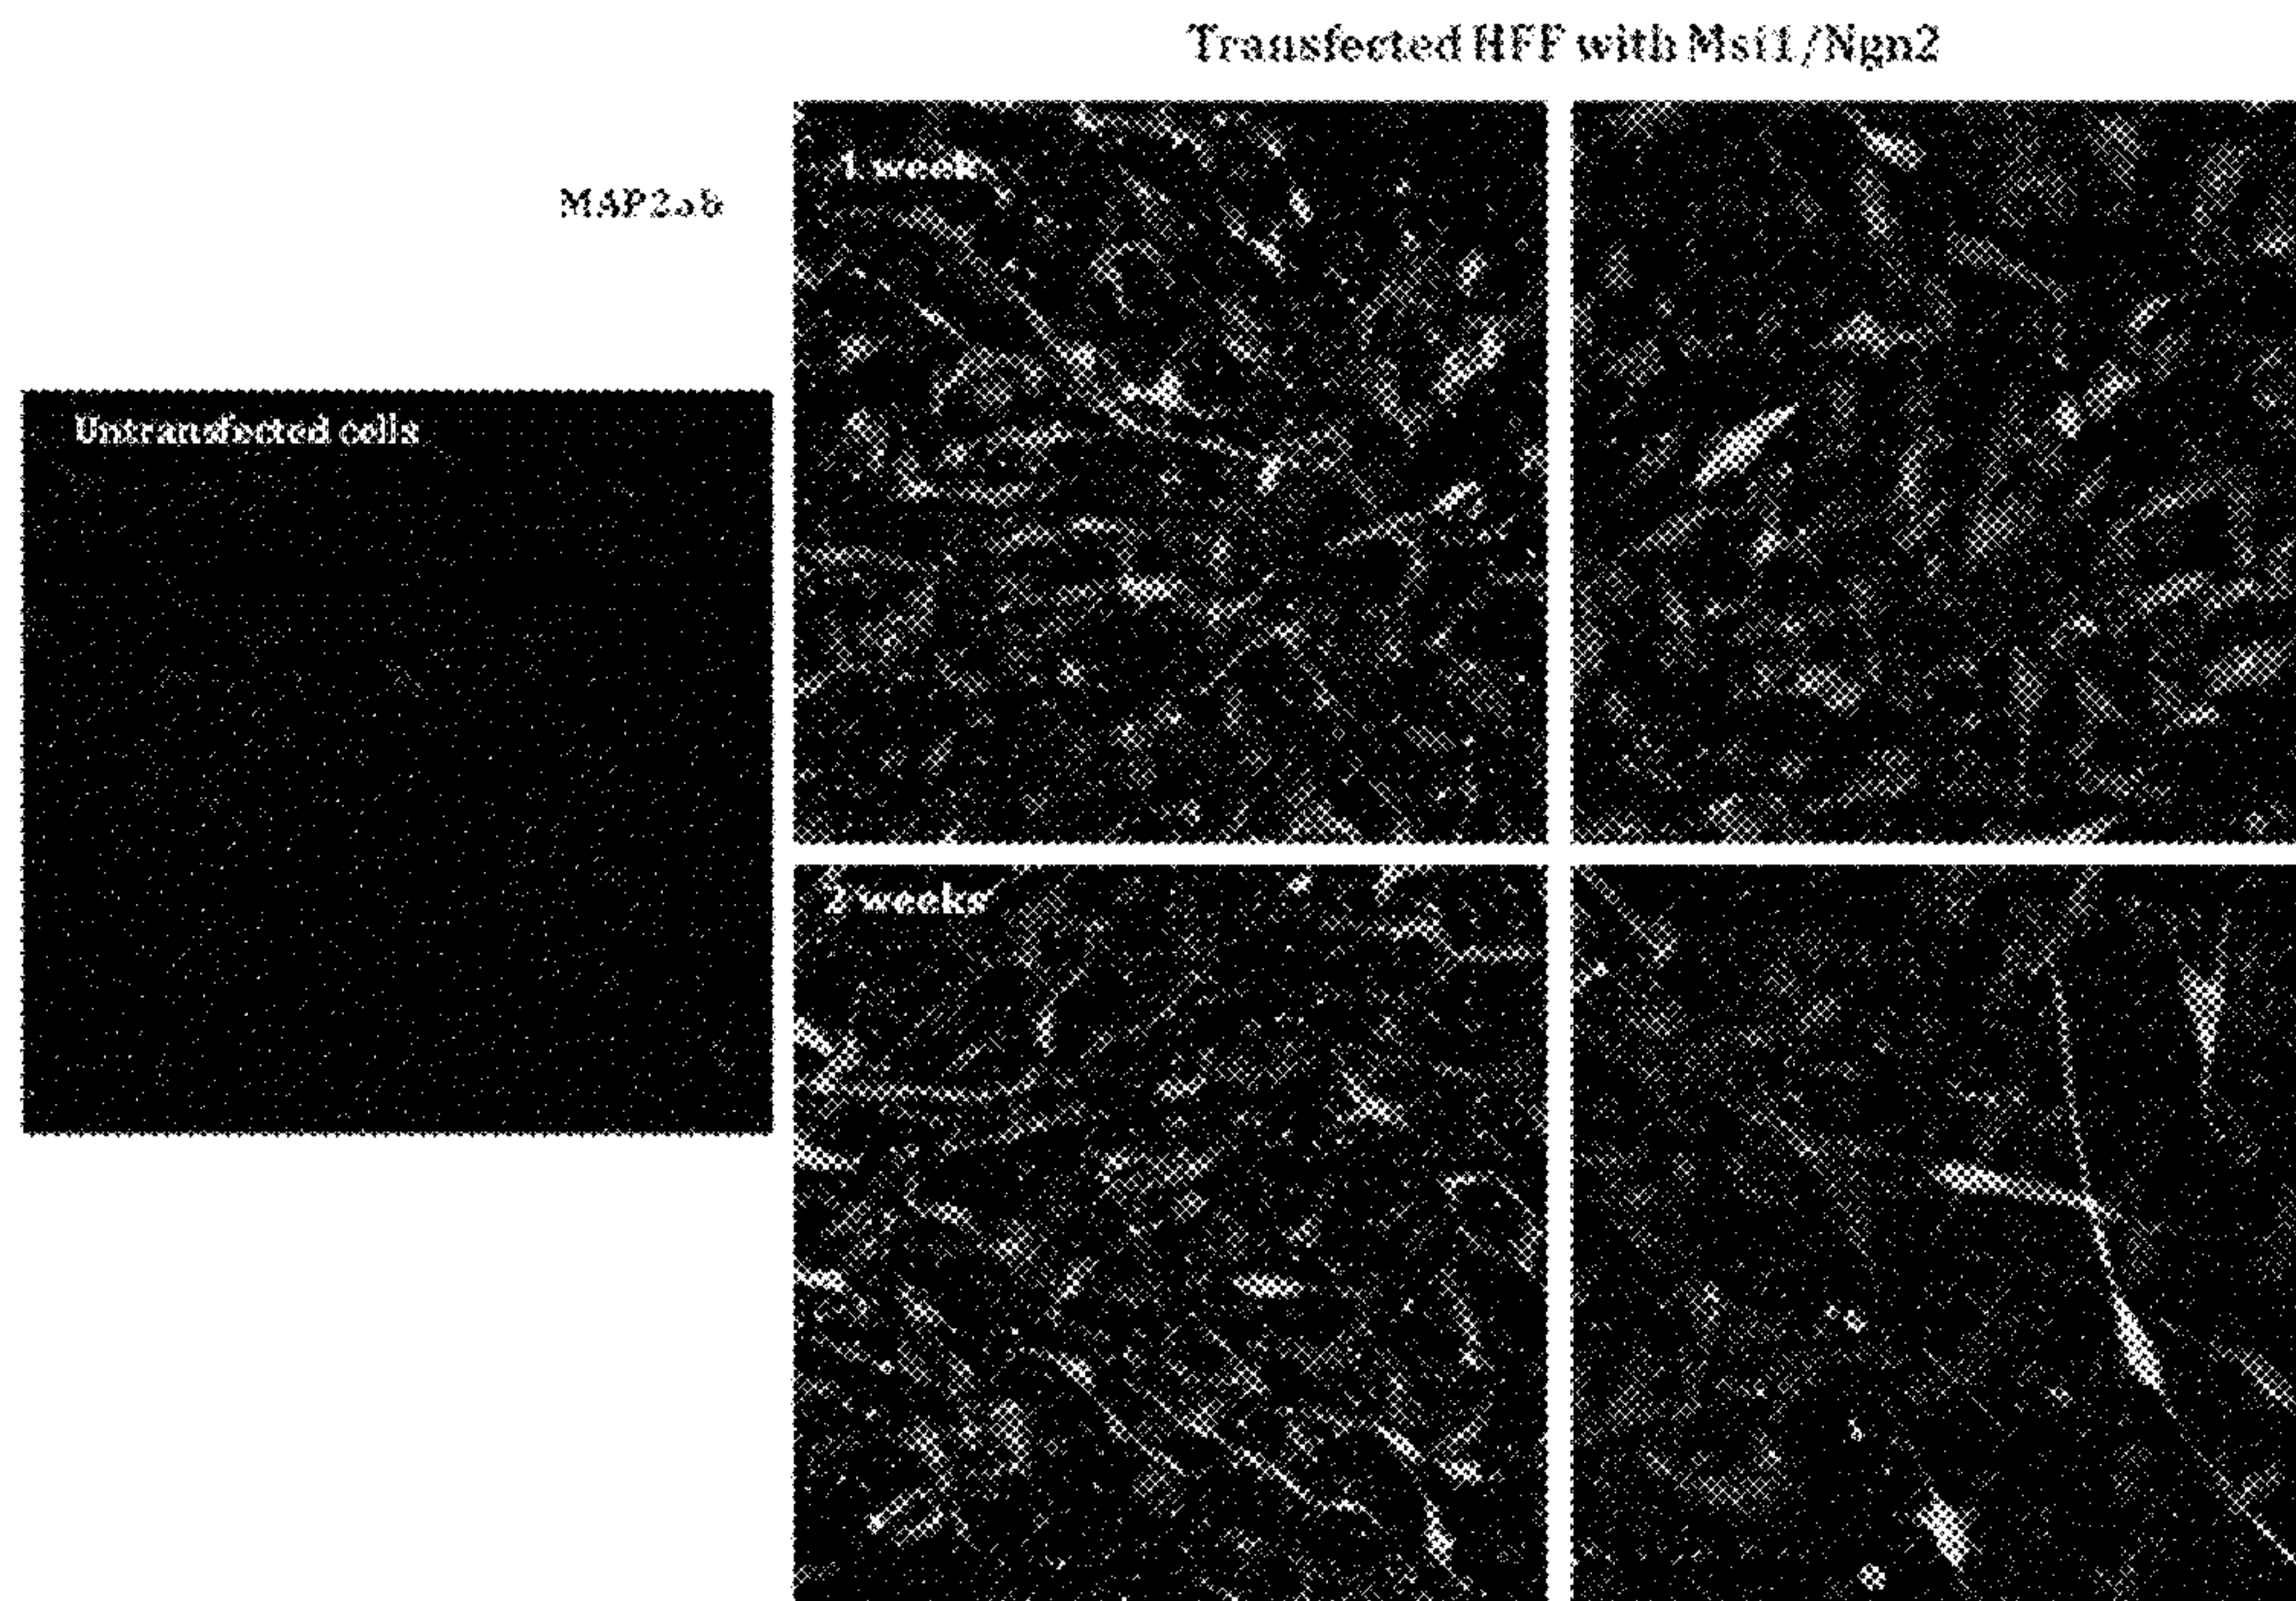 Transfected HFF with Msi1/Ngn2
1 week
MAP2ab
Untransfected cells
2 weeks